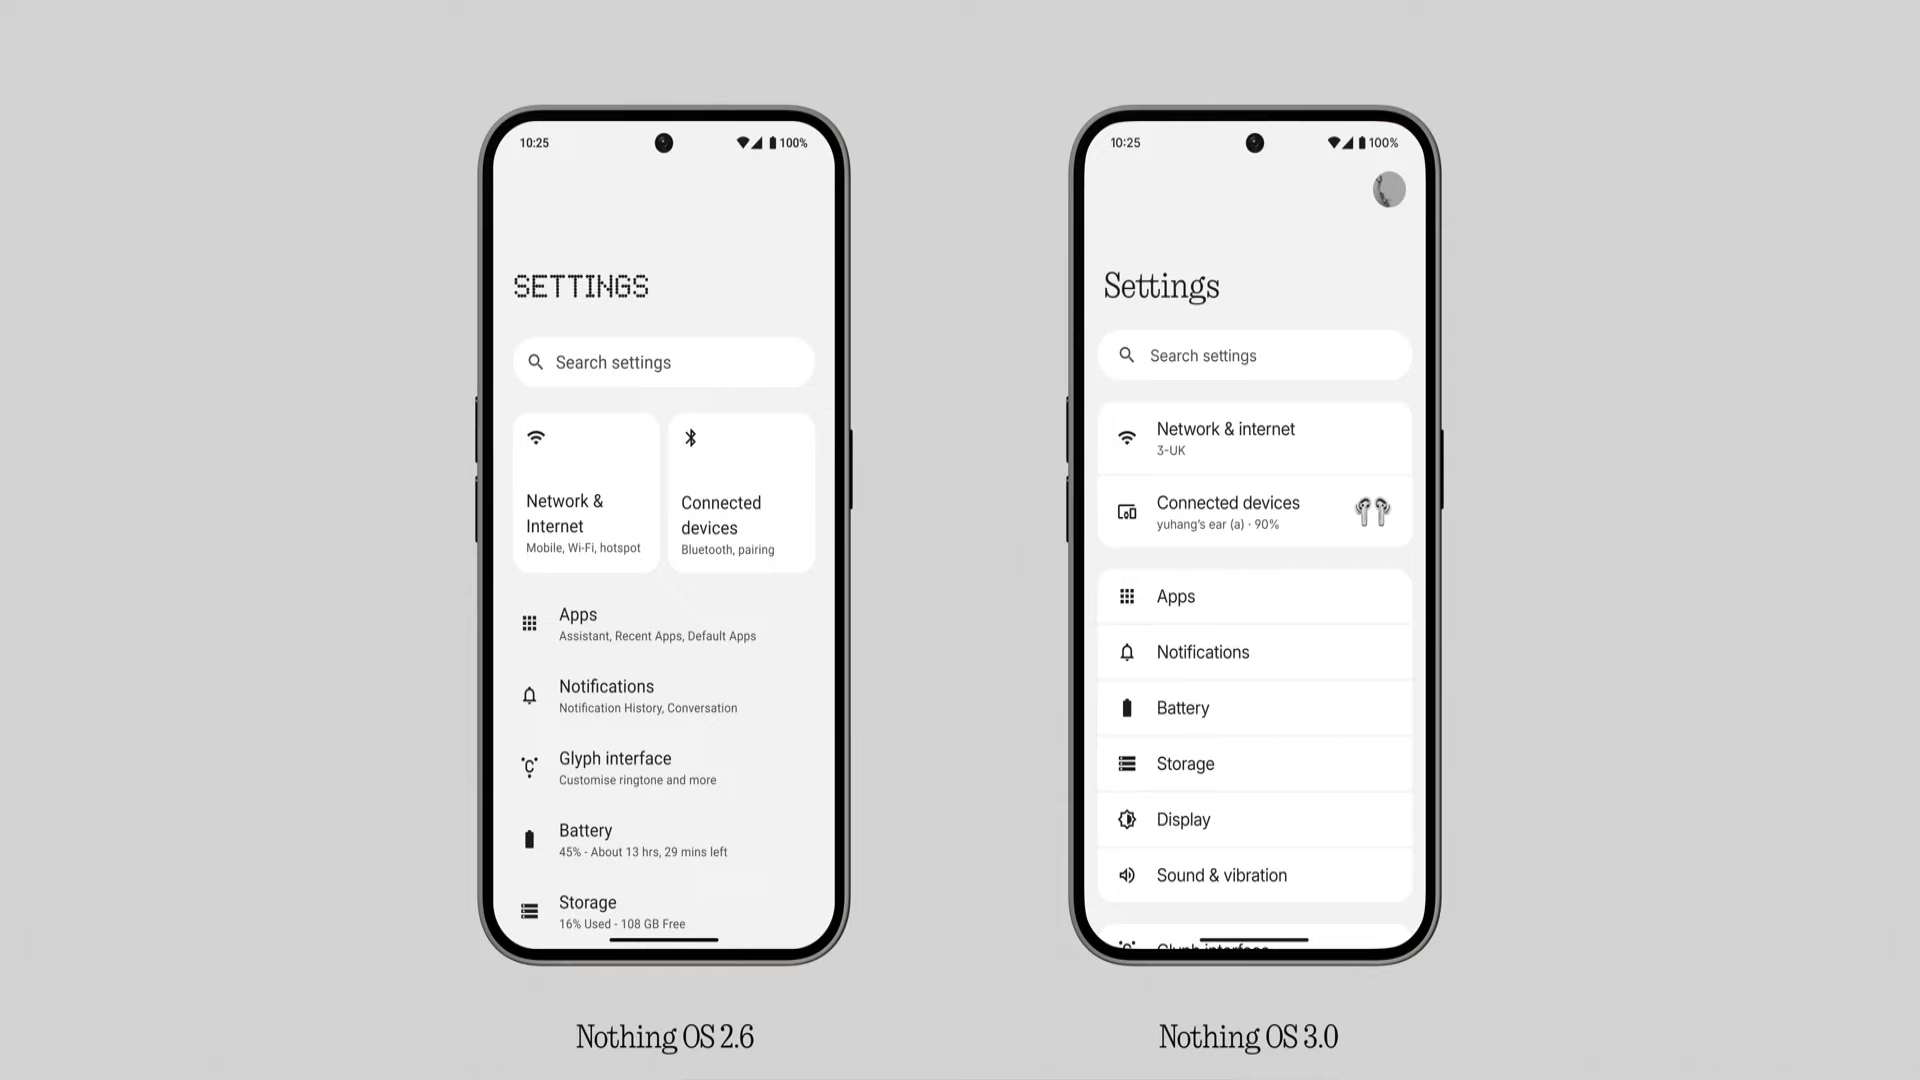 10:25
100%
SETTINGS
Search settings
Network &
Internet
Mobile, Wi-Fi, hotspot
Connected
devices
Bluetooth, pairing
Apps
Assistant, Recent Apps, Default Apps
Notifications
Notification History, Conversation
Glyph interface
Customise ringtone and more
Battery
45% - About 13 hrs, 29 mins left
Storage
16% Used - 108 GB Free
Nothing OS 2.6
10:25
100%
Settings
Search settings
Network & internet
3-UK
Connected devices
yuhang's ear (a) · 90%
Apps
Notifications
Battery
Storage
Display
Sound & vibration
Glyph interface
Nothing OS 3.0